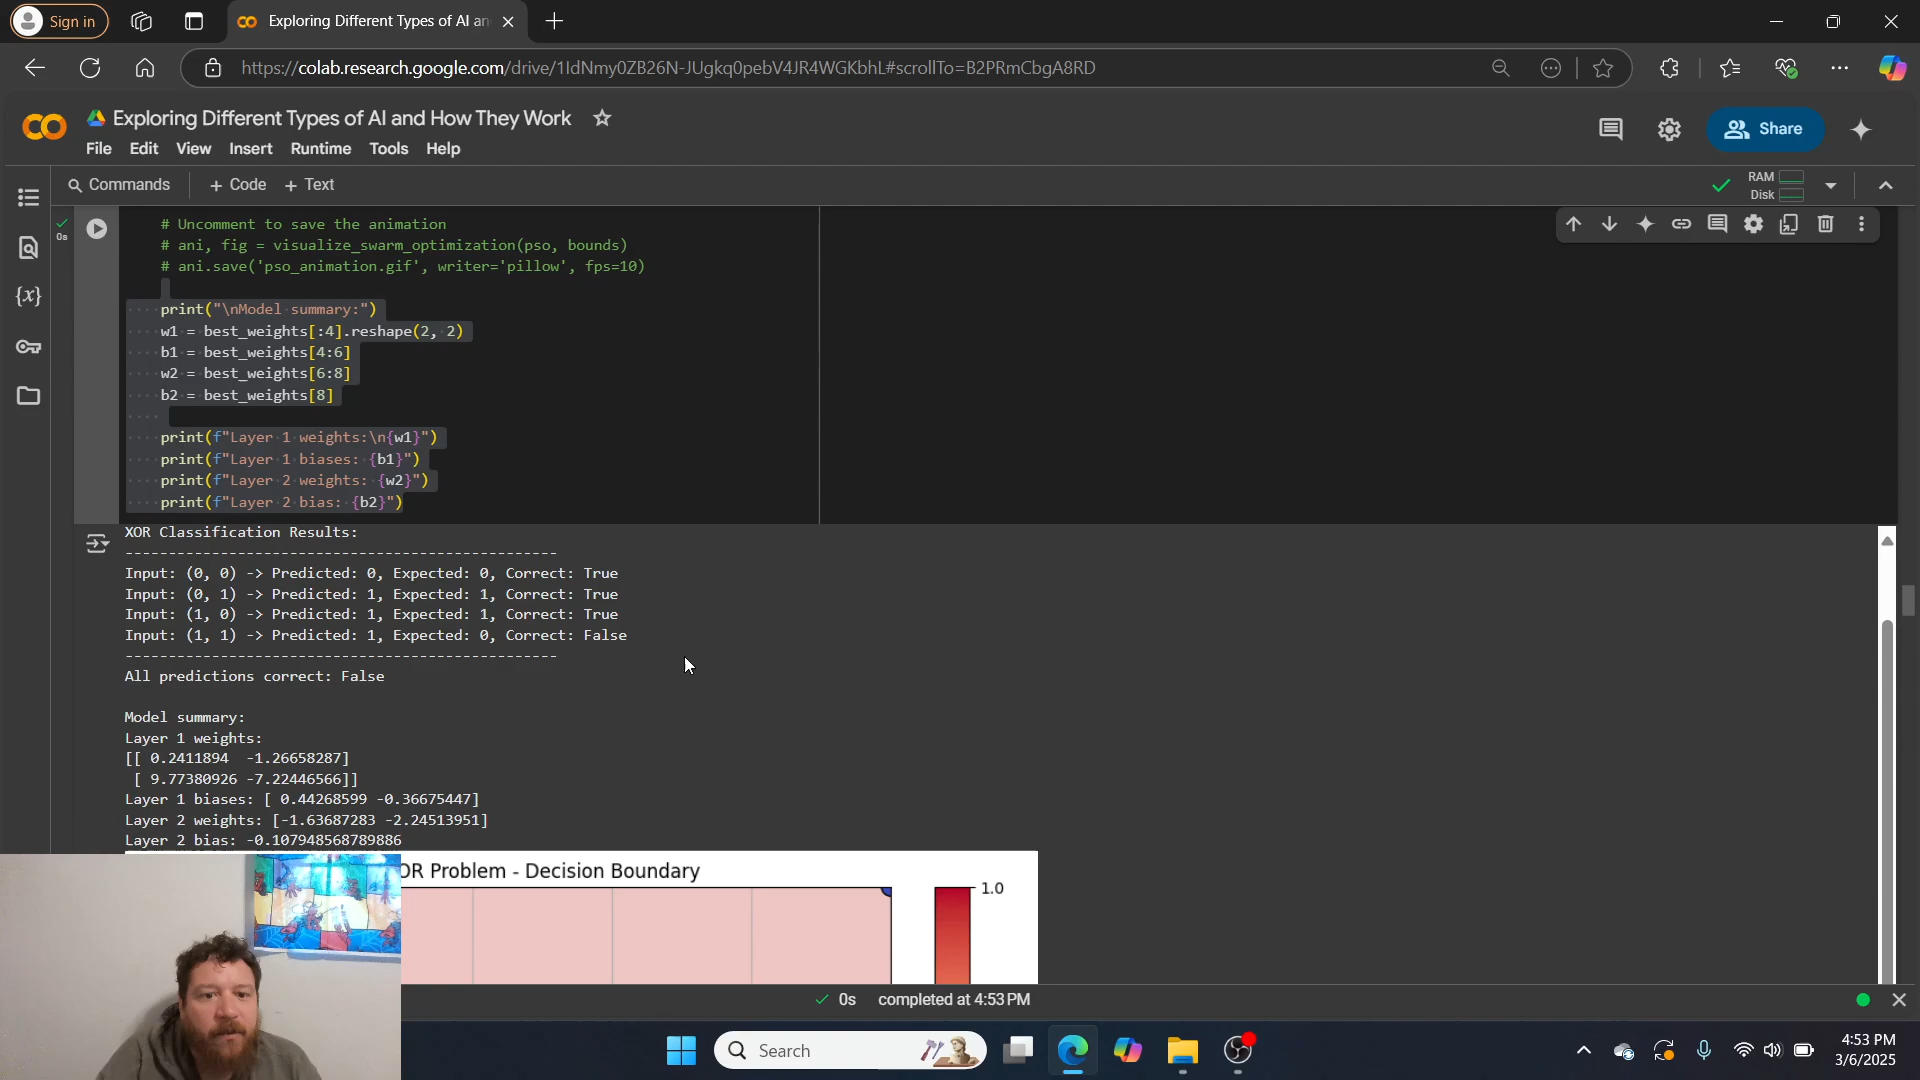 Sign in
Exploring Different Types of AI an
https://colab.research.google.com/drive/1IdNmy0ZB26N-JUgkq0pebV4JR4WGKbhL#scrollTo=B2PRmCbgA8RD
Exploring Different Types of AI and How They Work
Share
File Edit View Insert Runtime Tools Help
Commands + Code + Text
RAM
Disk
0s
# Uncomment to save the animation
# ani, fig = visualize_swarm_optimization(pso, bounds)
# ani.save('pso_animation.gif', writer='pillow', fps=10)
print("\nModel summary:")
w1 = best_weights[:4].reshape(2, 2)
b1 = best_weights[4:6]
w2 = best_weights[6:8]
b2 = best_weights[8]
print(f"Layer 1 weights:\n{w1}")
print(f"Layer 1 biases: {b1}")
print(f"Layer 2 weights: {w2}")
print(f"Layer 2 bias: {b2}")
XOR Classification Results:
--------------------------------------------------
Input: (0, 0) -> Predicted: 0, Expected: 0, Correct: True
Input: (0, 1) -> Predicted: 1, Expected: 1, Correct: True
Input: (1, 0) -> Predicted: 1, Expected: 1, Correct: True
Input: (1, 1) -> Predicted: 1, Expected: 0, Correct: False
--------------------------------------------------
All predictions correct: False
Model summary:
Layer 1 weights:
[[ 0.2411894 -1.26658287]
[ 9.77380926 -7.22446566]]
Layer 1 biases: [ 0.44268599 -0.36675447]
Layer 2 weights: [-1.63687283 -2.24513951]
Layer 2 bias: -0.107948568789886
OR Problem - Decision Boundary
1.0
0s completed at 4:53 PM
Search
4:53 PM
3/6/2025